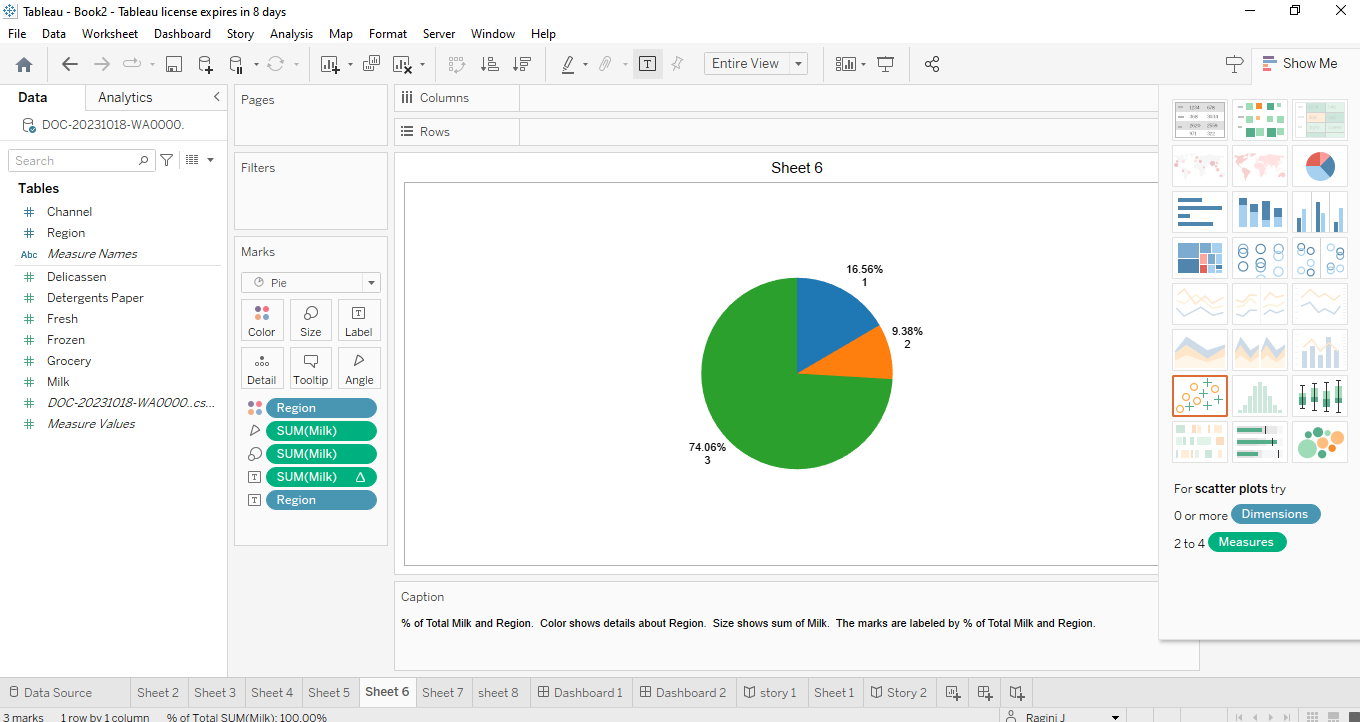 Tableau - Book2 - Tableau license expires in 8 days
File Data Worksheet Dashboard Story Analysis Map Format Server Window Help
Entire View
Show Me
Data Analytics
DOC-20231018-WA0000.
Search
Tables
Channel
Region
Abc Measure Names
Delicassen
Detergents Paper
Fresh
Frozen
Grocery
Milk
DOC-20231018-WA0000..cs...
Measure Values
Pages
Filters
Marks
Pie
Color Size Label
Detail Tooltip Angle
Region
SUM(Milk)
SUM(Milk)
SUM(Milk) △
Region
Columns
Rows
Sheet 6
16.56%
1
9.38%
2
74.06%
3
Caption
% of Total Milk and Region. Color shows details about Region. Size shows sum of Milk. The marks are labeled by % of Total Milk and Region.
For scatter plots try
0 or more Dimensions
2 to 4 Measures
Data Source Sheet 2 Sheet 3 Sheet 4 Sheet 5 Sheet 6 Sheet 7 sheet 8 Dashboard 1 Dashboard 2 story 1 Sheet 1 Story 2
3 marks 1 row by 1 column % of Total SUM(Milk): 100.00% Ragini J